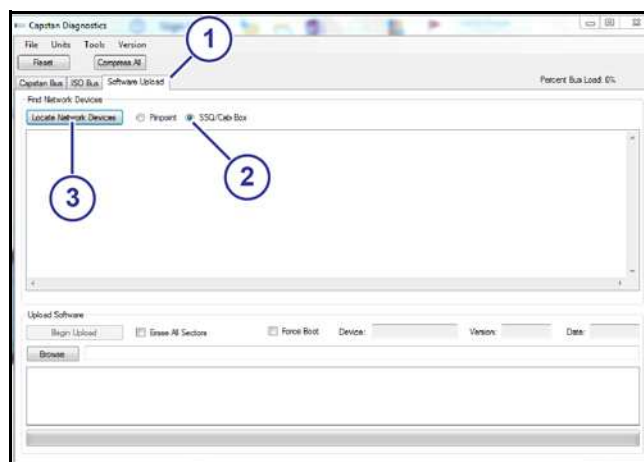 Capstan Diagnostics
File Units Tools Version
1
Reset Compress All
Capstan Bus ISO Bus Software Upload Percent Bus Load: 0%
Find Network Devices
Locate Network Devices Pinpoint SSQ/Cab Box
3
2
Upload Software
Begin Upload Erase All Sectors Force Boot Device: Version: Date:
Browse